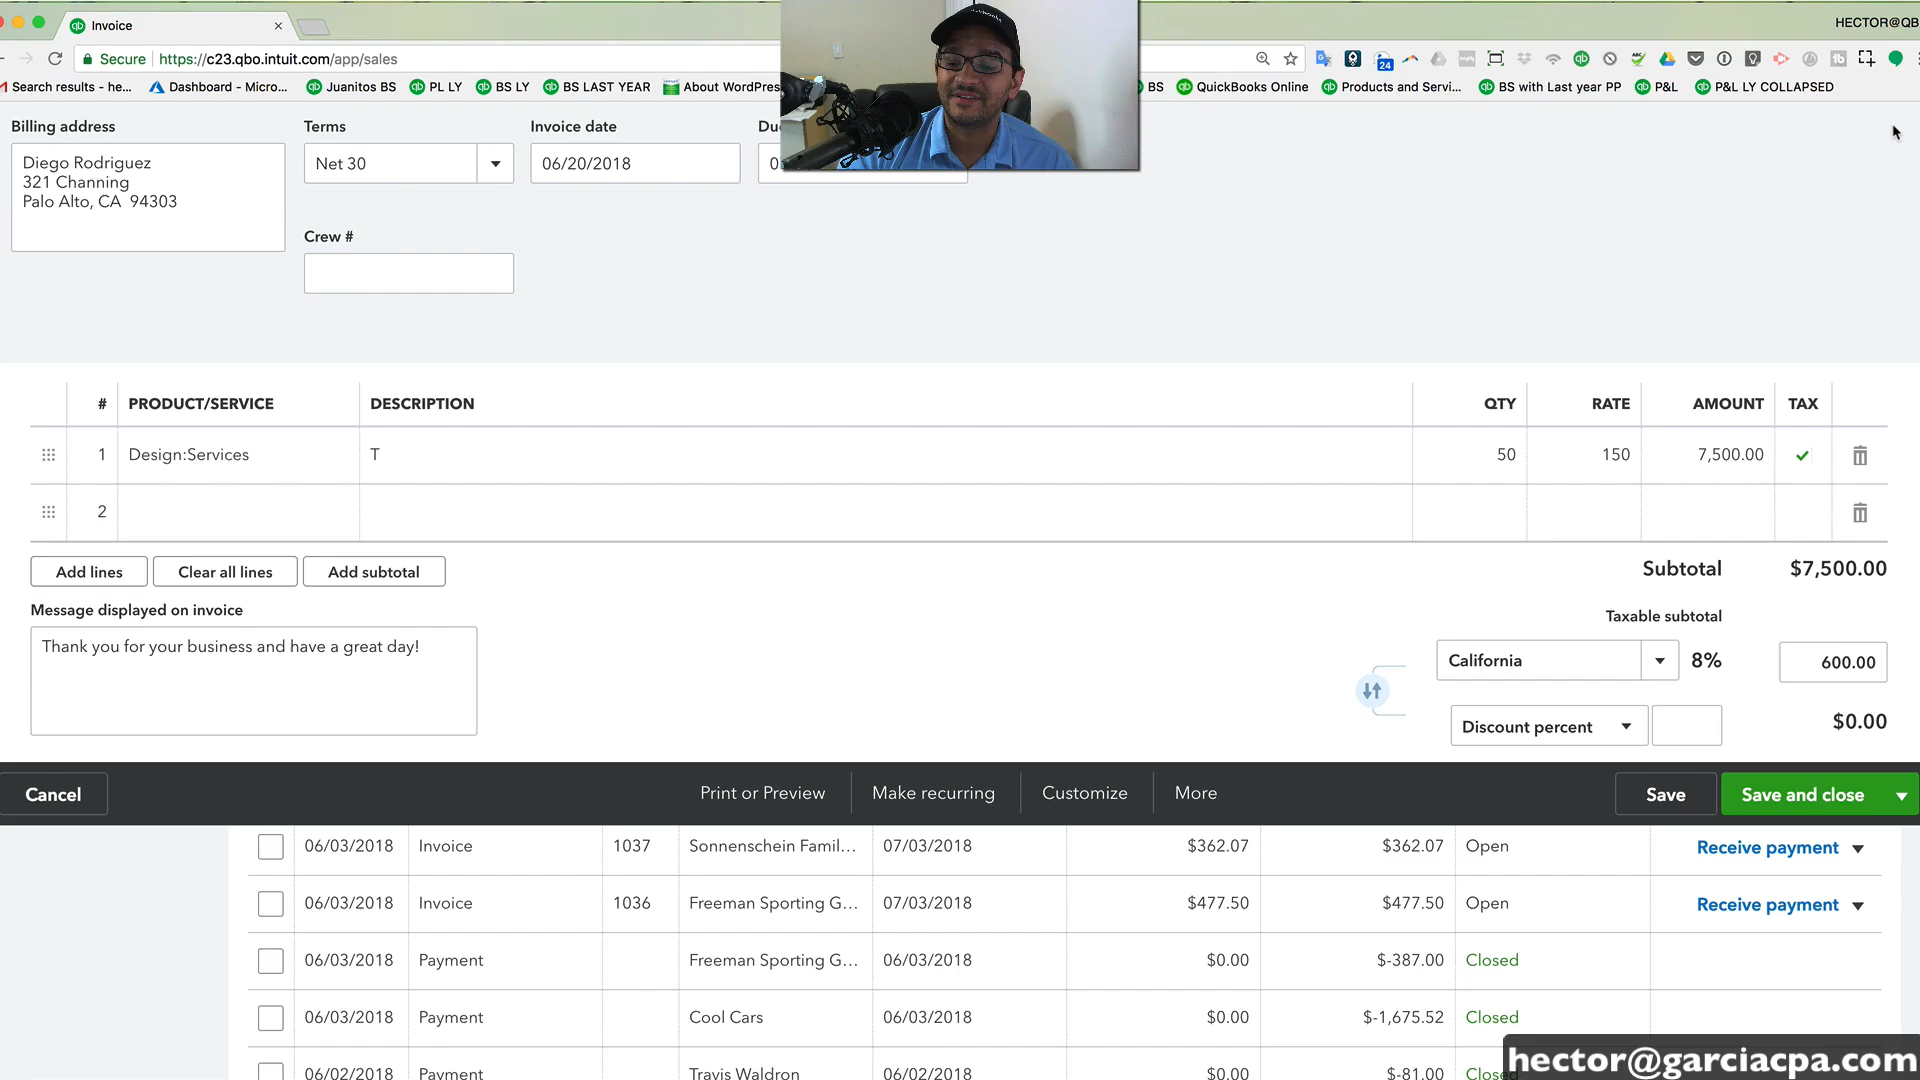 Invoice
HECTOR@QB
Secure https://c23.qbo.intuit.com/app/sales
24
Search results - he... Dashboard - Micro... Juanitos BS PL LY BS LY BS LAST YEAR About WordPress BS QuickBooks Online Products and Servi... BS with Last year PP P&L P&L LY COLLAPSED
Billing address Terms Invoice date Du
Diego Rodriguez
321 Channing
Palo Alto, CA 94303
Net 30 06/20/2018 0
Crew #
# PRODUCT/SERVICE DESCRIPTION QTY RATE AMOUNT TAX
1 Design:Services T 50 150 7,500.00
2
Add lines Clear all lines Add subtotal Subtotal $7,500.00
Message displayed on invoice Taxable subtotal
Thank you for your business and have a great day!
California 8% 600.00
Discount percent $0.00
Cancel Print or Preview Make recurring Customize More Save Save and close
06/03/2018 Invoice 1037 Sonnenschein Famil... 07/03/2018 $362.07 $362.07 Open Receive payment
06/03/2018 Invoice 1036 Freeman Sporting G... 07/03/2018 $477.50 $477.50 Open Receive payment
06/03/2018 Payment Freeman Sporting G... 06/03/2018 $0.00 $-387.00 Closed
06/03/2018 Payment Cool Cars 06/03/2018 $0.00 $-1,675.52 Closed
06/02/2018 Payment Travis Waldron 06/02/2018 $0.00 $-81.00 Closed
hector@garciacpa.com